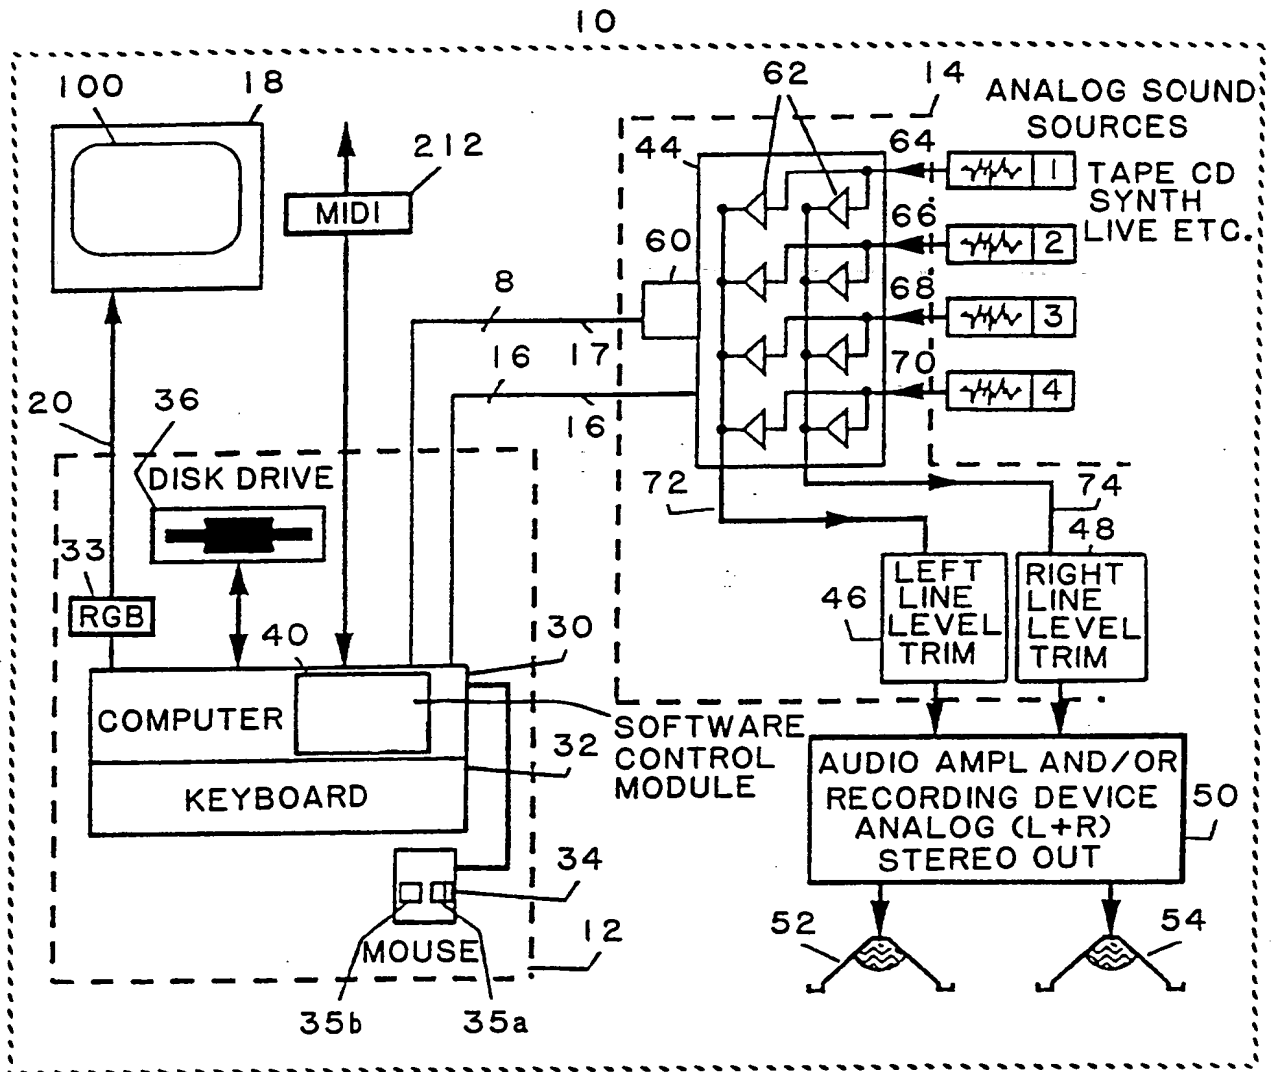 10
100
18
212
MIDI
62
14
ANALOG SOUND
SOURCES
44
64
1
TAPE CD
SYNTH
LIVE ETC.
66
2
60
8
68
3
17
16
70
4
16
20
36
DISK DRIVE
72
74
33
RGB
48
LEFT
LINE
LEVEL
TRIM
RIGHT
LINE
LEVEL
TRIM
46
40
30
COMPUTER
SOFTWARE
CONTROL
MODULE
32
KEYBOARD
AUDIO AMPL AND/OR
RECORDING DEVICE
ANALOG (L+R)
STEREO OUT
50
34
MOUSE
12
52
54
35b
35a